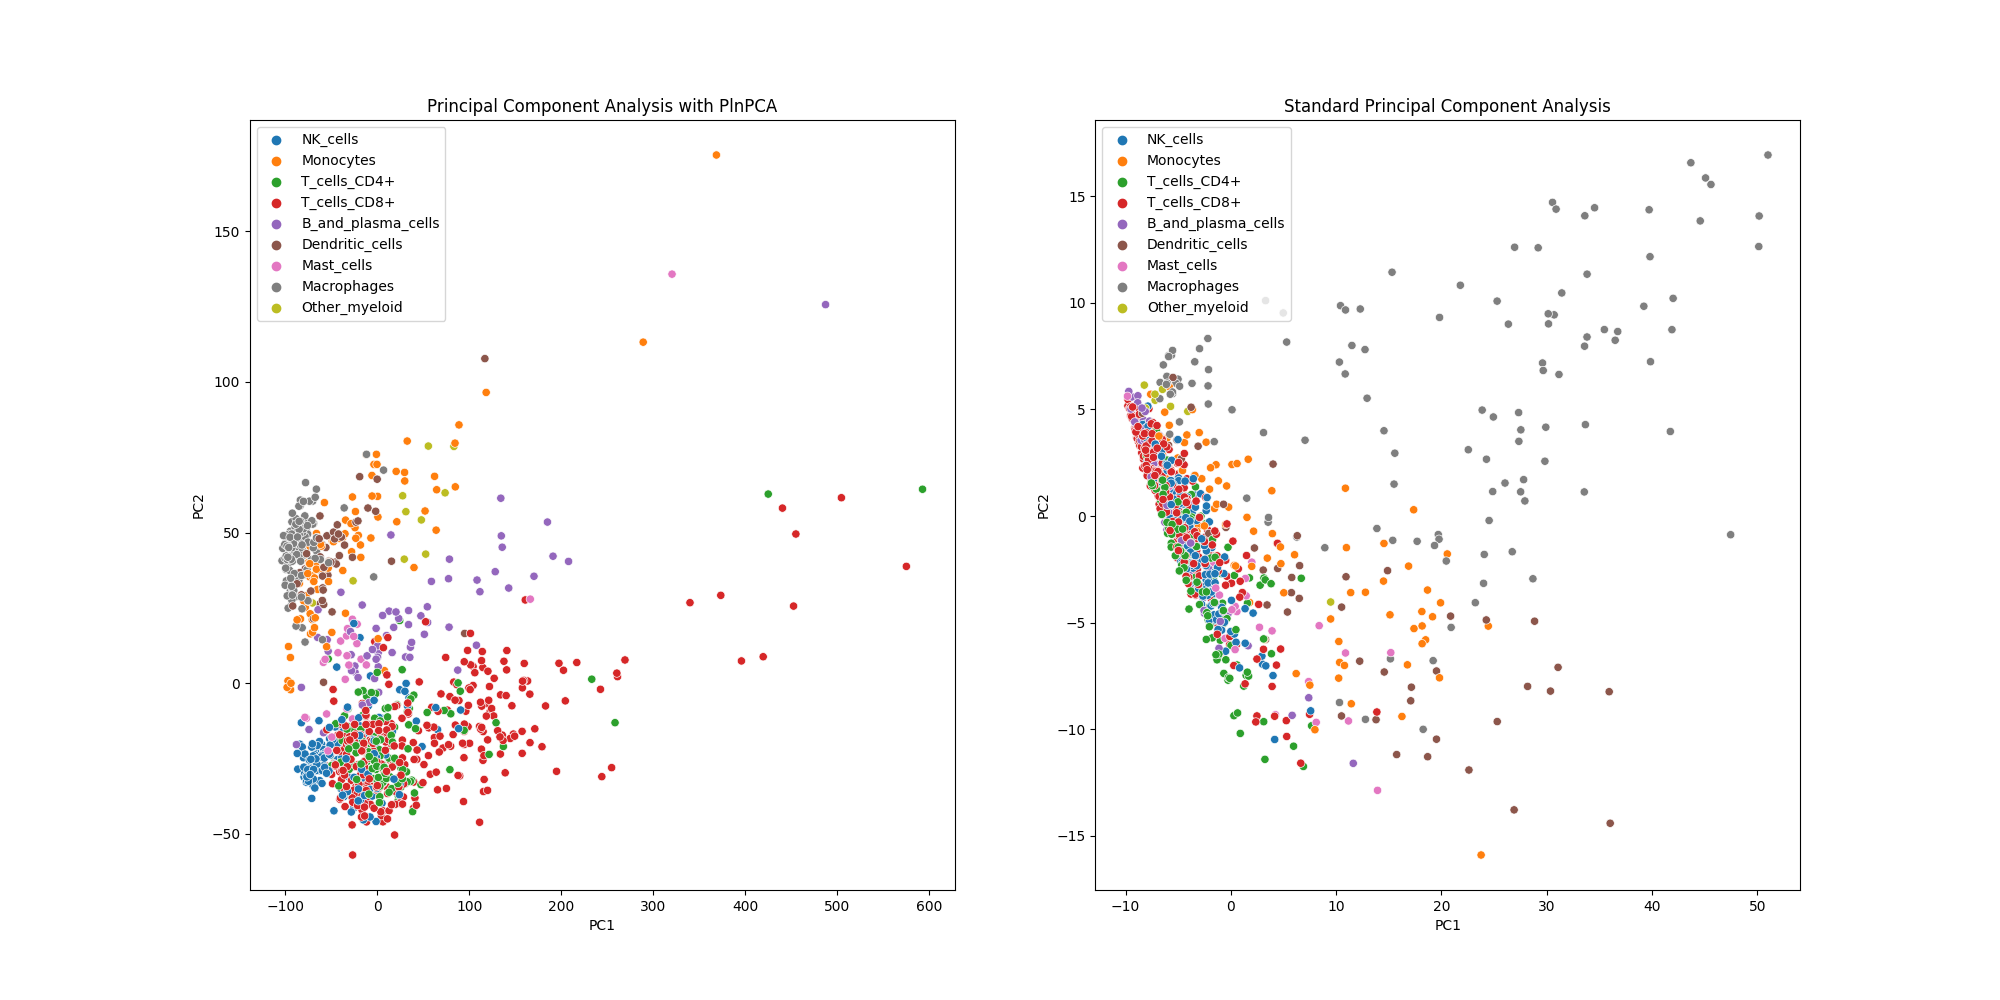 Principal Component Analysis with PlnPCA
NK_cells
Monocytes
T_cells_CD4+
T_cells_CD8+
B_and_plasma_cells
Dendritic_cells
Mast_cells
Macrophages
Other_myeloid
150
100
50
0
−50
PC2
−100
0
100
200
300
400
500
600
PC1
Standard Principal Component Analysis
NK_cells
Monocytes
T_cells_CD4+
T_cells_CD8+
B_and_plasma_cells
Dendritic_cells
Mast_cells
Macrophages
Other_myeloid
15
10
5
0
−5
−10
−15
PC2
−10
0
10
20
30
40
50
PC1